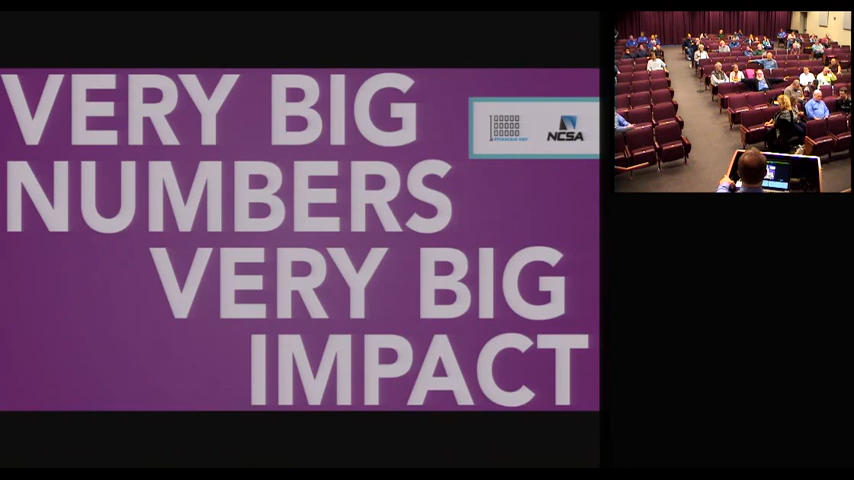 VERY BIG
NUMBERS
VERY BIG
IMPACT
NCSA